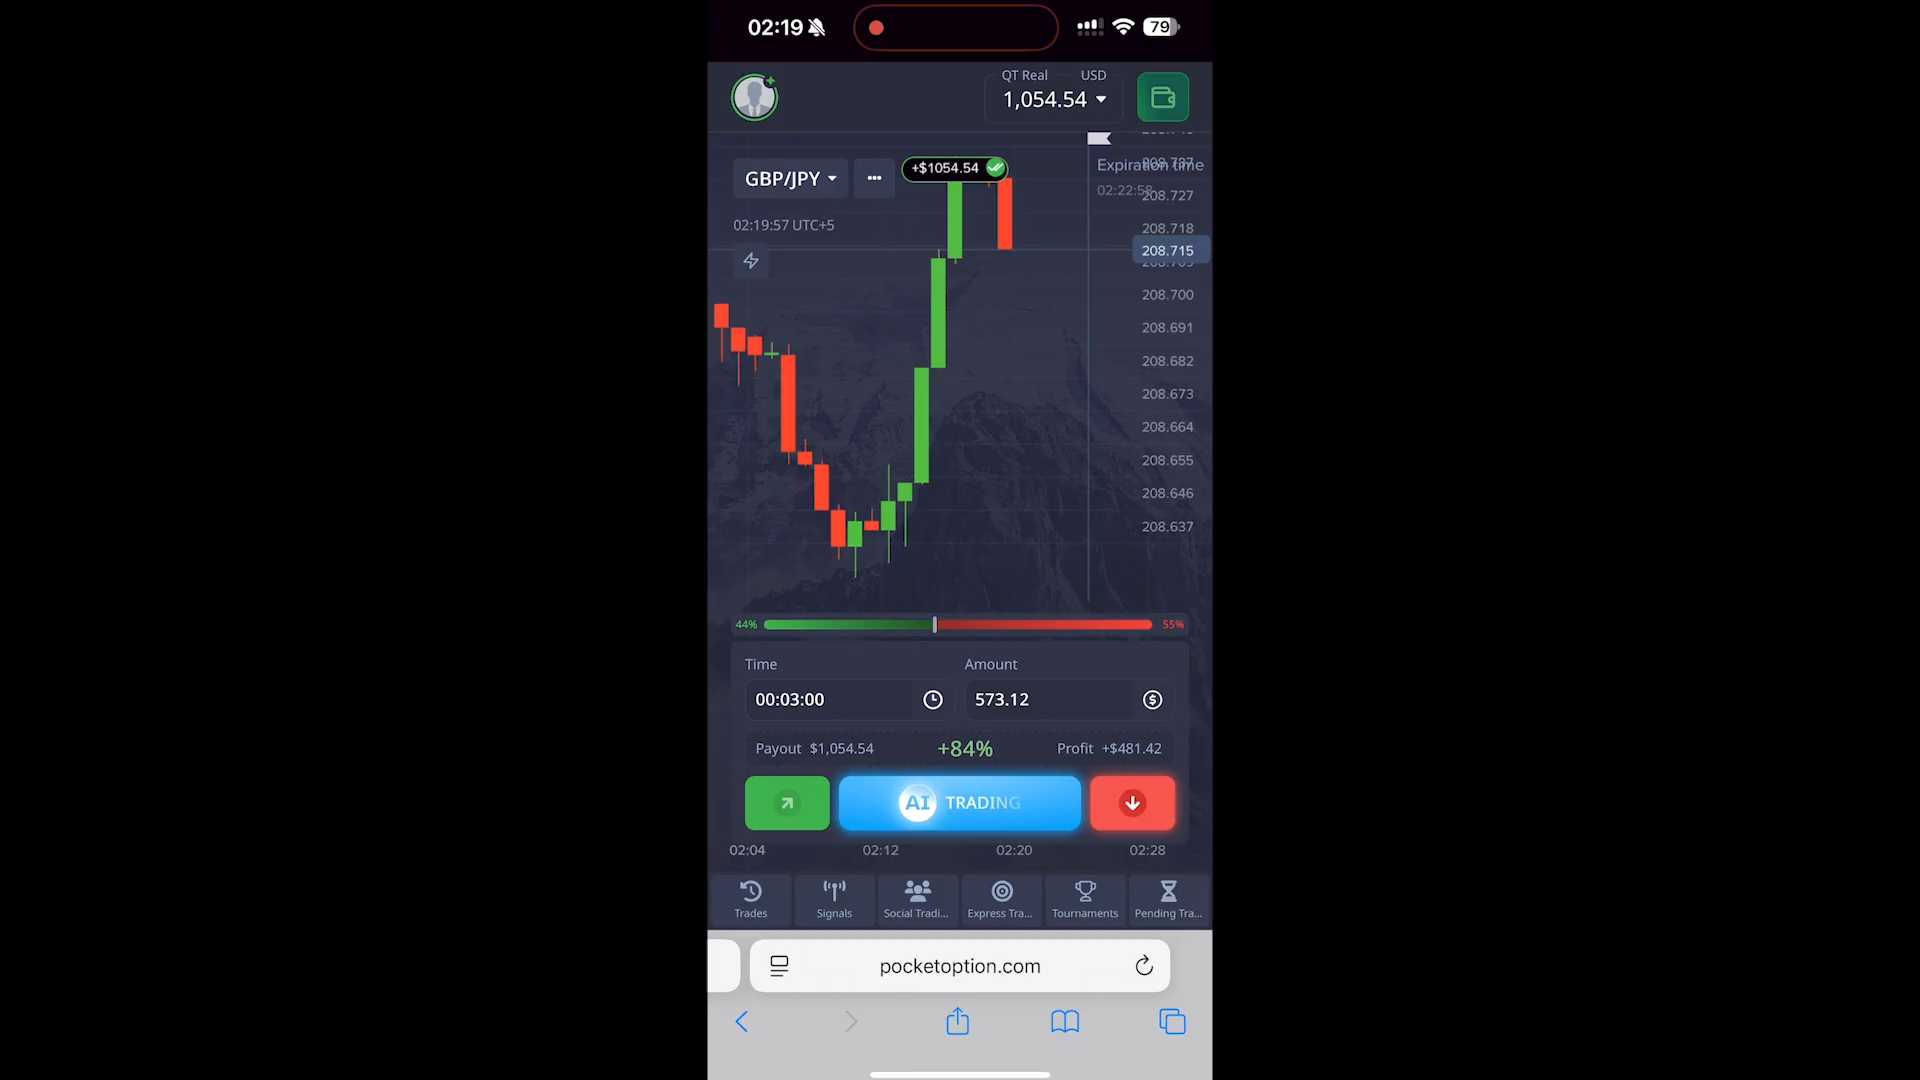 02:19
79
QT Real USD
1,054.54
GBP/JPY
+$1054.54
Expiration time
02:22:58
02:19:57 UTC+5
208.727
208.718
208.715
208.700
208.691
208.682
208.673
208.664
208.655
208.646
208.637
44%
55%
Time
Amount
00:03:00
573.12
Payout $1,054.54
+84%
Profit +$481.42
AI TRADING
02:04
02:12
02:20
02:28
Trades
Signals
Social Tradi...
Express Tra...
Tournaments
Pending Tra...
pocketoption.com